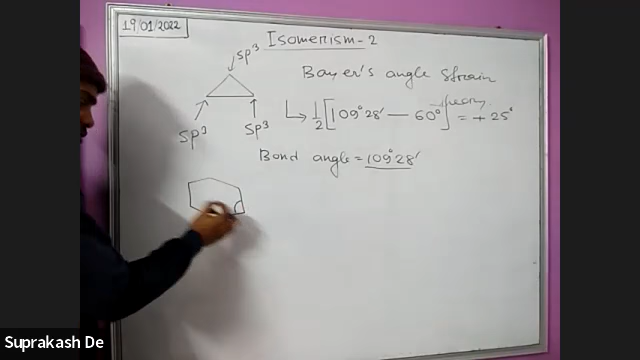 19/01/2022
Isomerism-2
sp³
Bayer's angle strain
theory
↳ 1/2 [109°28' — 60°] = + 25°
sp³
sp³
Bond angle = 109°28'
Suprakash De